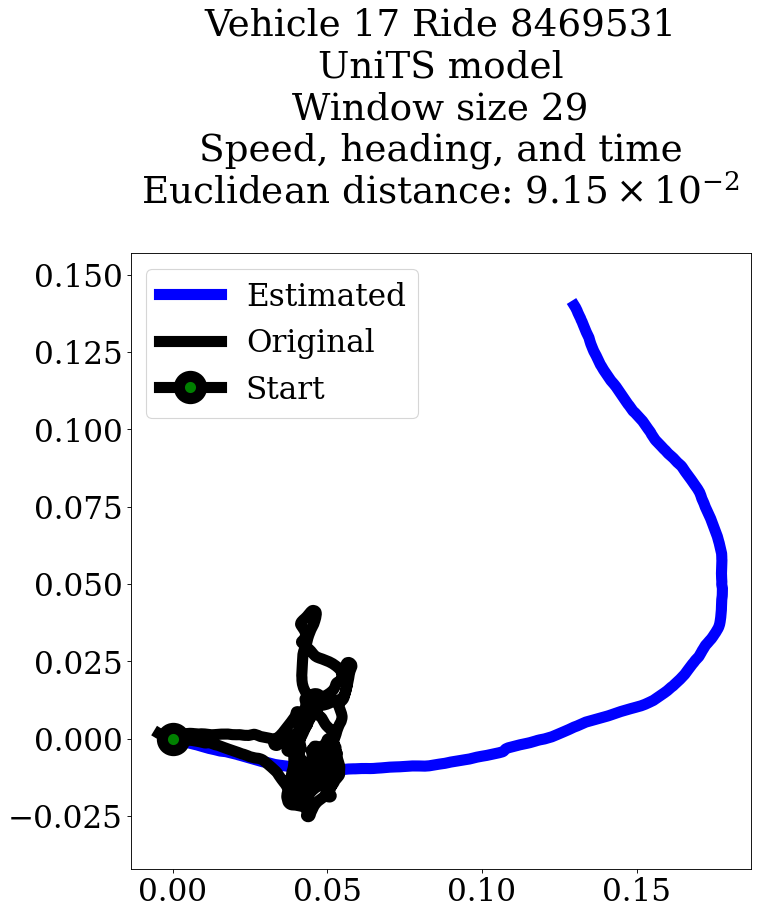 Vehicle 17 Ride 8469531
UniTS model
Window size 29
Speed, heading, and time
Euclidean distance: 9.15 × 10⁻²
0.150
0.125
0.100
0.075
0.050
0.025
0.000
−0.025
Estimated
Original
Start
0.00 0.05 0.10 0.15